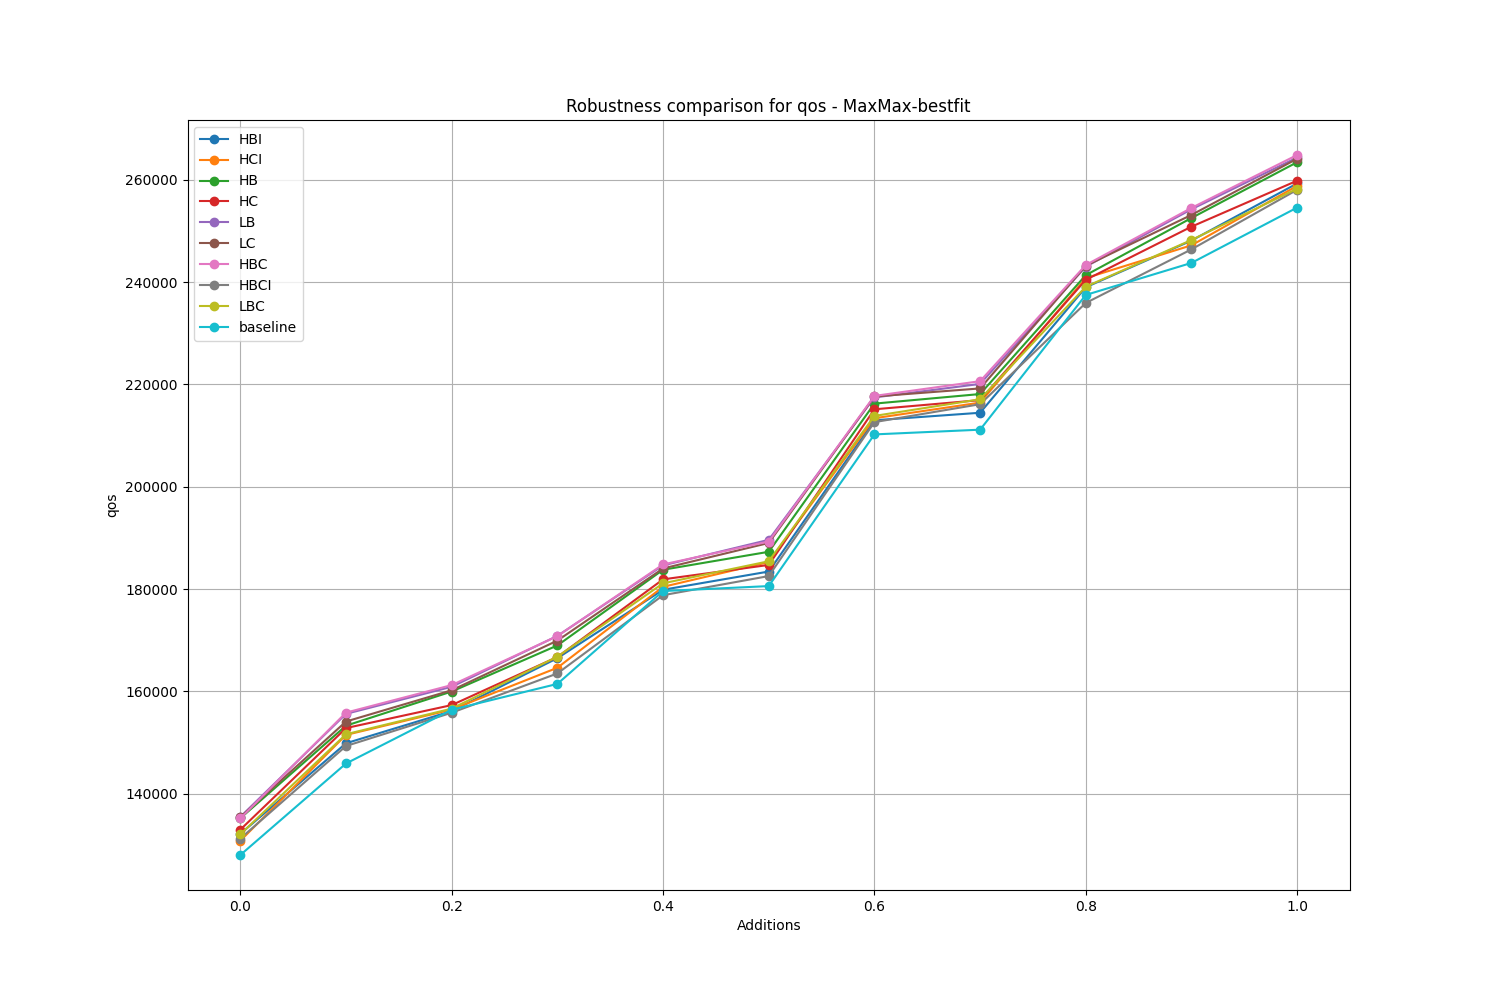 Robustness comparison for qos - MaxMax-bestfit
HBI
HCI
HB
HC
LB
LC
HBC
HBCI
LBC
baseline
260000
240000
220000
200000
180000
160000
140000
qos
0.0 0.2 0.4 0.6 0.8 1.0
Additions